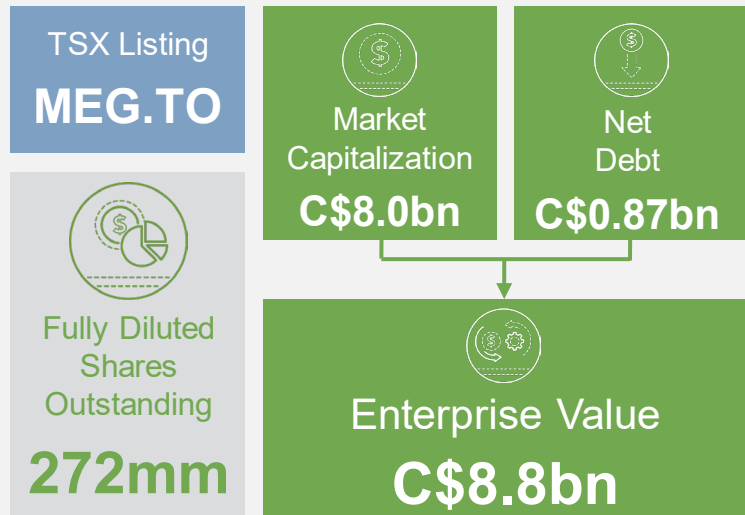 TSX Listing
MEG.TO
Fully Diluted
Shares
Outstanding
272mm
$
Market
Capitalization
C$8.0bn
$
Net
Debt
C$0.87bn
$
Enterprise Value
C$8.8bn
$